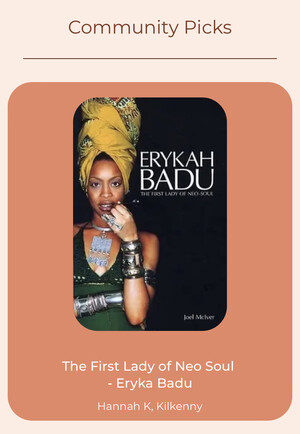 Community Picks
ERYKAH
BADU
THE FIRST LADY OF NEO-SOUL
Joel McIver
The First Lady of Neo Soul
- Eryka Badu
Hannah K, Kilkenny